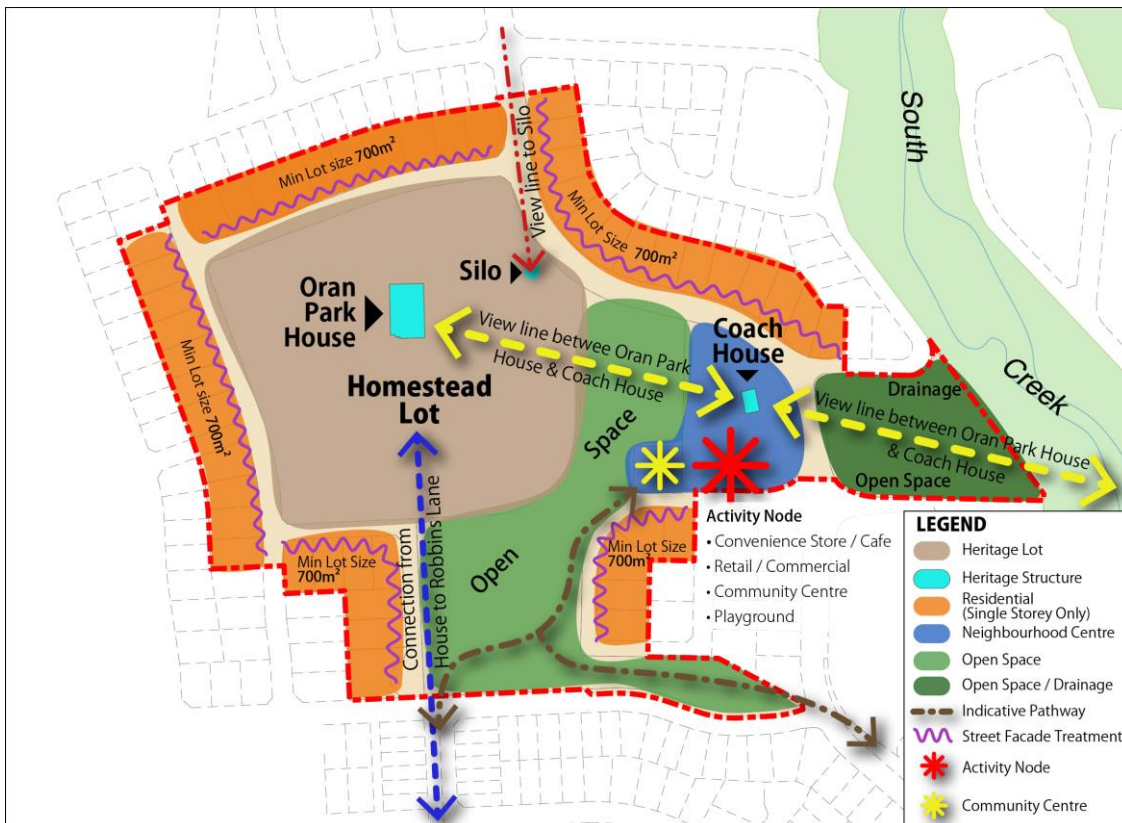 South
Creek
Min Lot size 700m²
View line to Silo
Min Lot Size 700m²
Min Lot size 700m²
Silo
Oran
Park
House
Homestead
Lot
View line betwee Oran Park
House & Coach House
Coach
House
Drainage
View line between Oran Park House
& Coach House
Open Space
Space
Open
Connection from
House to Robbins Lane
Min Lot Size
700m²
Min Lot Size
700m²
Activity Node
• Convenience Store / Cafe
• Retail / Commercial
• Community Centre
• Playground
LEGEND
Heritage Lot
Heritage Structure
Residential
(Single Storey Only)
Neighbourhood Centre
Open Space
Open Space / Drainage
Indicative Pathway
Street Facade Treatment
Activity Node
Community Centre